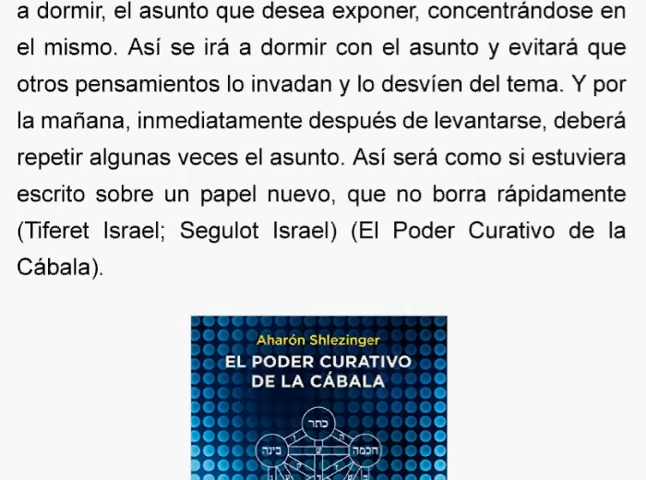 a dormir, el asunto que desea exponer, concentrándose en
el mismo. Así se irá a dormir con el asunto y evitará que
otros pensamientos lo invadan y lo desvíen del tema. Y por
la mañana, inmediatamente después de levantarse, deberá
repetir algunas veces el asunto. Así será como si estuviera
escrito sobre un papel nuevo, que no borra rápidamente
(Tiferet Israel; Segulot Israel) (El Poder Curativo de la
Cábala).
Aharón Shlezinger
EL PODER CURATIVO
DE LA CÁBALA
כתר
חכמה
בינה